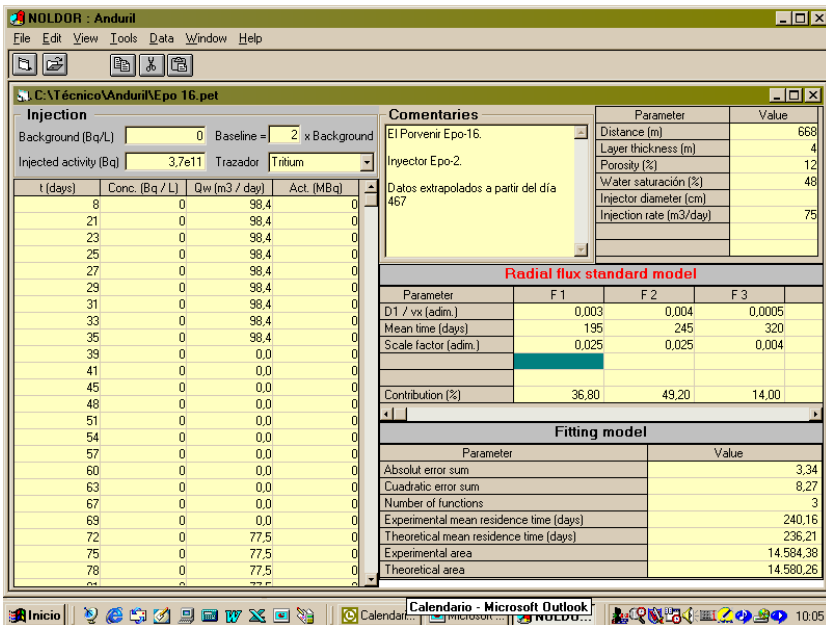 NOLDOR : Anduril
File Edit View Tools Data Window Help
C:\Técnico\Anduril\Epo 16.pet
Injection
Background (Bq/L) 0 Baseline = 2 x Background
Injected activity (Bq) 3,7e11 Trazador Tritium
t (days) Conc. (Bq / L) Qw (m3 / day) Act. (MBq)
8 0 98,4 0
21 0 98,4 0
23 0 98,4 0
25 0 98,4 0
27 0 98,4 0
29 0 98,4 0
31 0 98,4 0
33 0 98,4 0
35 0 98,4 0
39 0 0,0 0
41 0 0,0 0
45 0 0,0 0
48 0 0,0 0
51 0 0,0 0
54 0 0,0 0
57 0 0,0 0
60 0 0,0 0
63 0 0,0 0
67 0 0,0 0
69 0 0,0 0
72 0 77,5 0
75 0 77,5 0
78 0 77,5 0
Comentaries
El Porvenir Epo-16.
Inyector Epo-2.
Datos extrapolados a partir del día
467
Parameter Value
Distance (m) 668
Layer thickness (m) 4
Porosity (%) 12
Water saturación (%) 48
Injector diameter (cm)
Injection rate (m3/day) 75
Radial flux standard model
Parameter F 1 F 2 F 3
D1 / vx (adim.) 0,003 0,004 0,0005
Mean time (days) 195 245 320
Scale factor (adim.) 0,025 0,025 0,004
Contribution (%) 36,80 49,20 14,00
Fitting model
Parameter Value
Absolut error sum 3,34
Cuadratic error sum 8,27
Number of functions 3
Experimental mean residence time (days) 240,16
Theoretical mean residence time (days) 236,21
Experimental area 14.584,38
Theoretical area 14.580,26
Calendario - Microsoft Outlook
Inicio Calendari... Microsoft ... NOLDO... 10:05